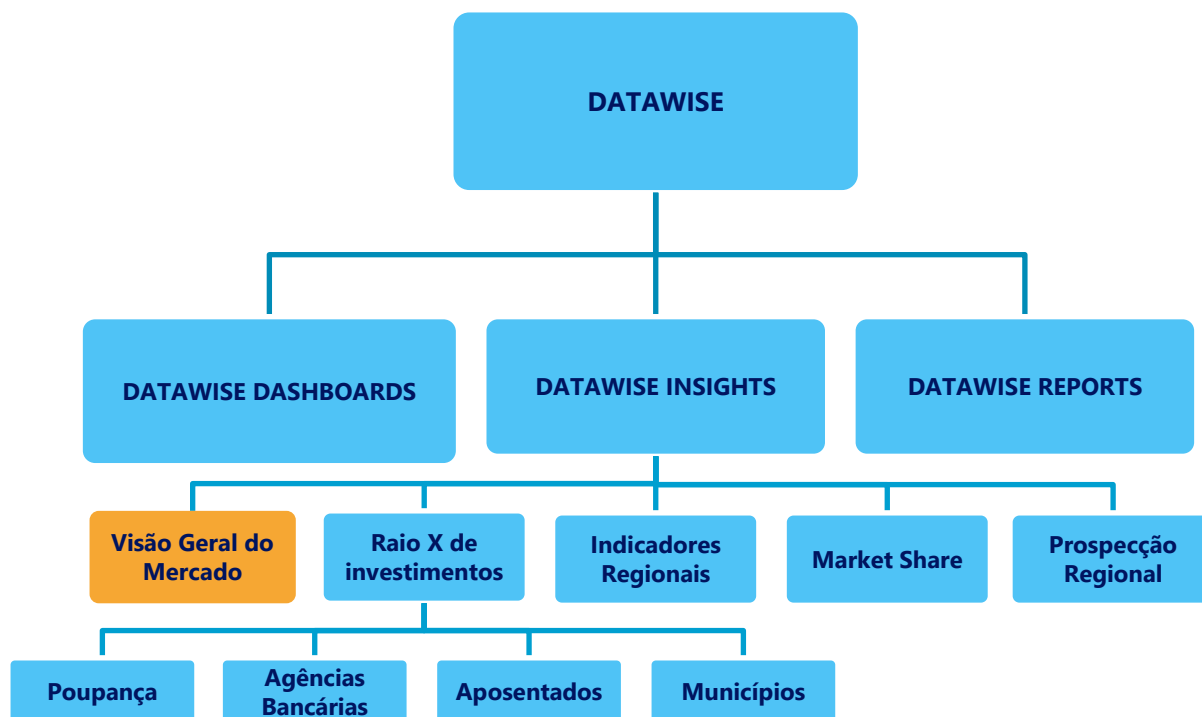 DATAWISE
DATAWISE DASHBOARDS
DATAWISE INSIGHTS
DATAWISE REPORTS
Visão Geral do
Mercado
Raio X de
investimentos
Indicadores
Regionais
Market Share
Prospecção
Regional
Poupança
Agências
Bancárias
Aposentados
Municípios